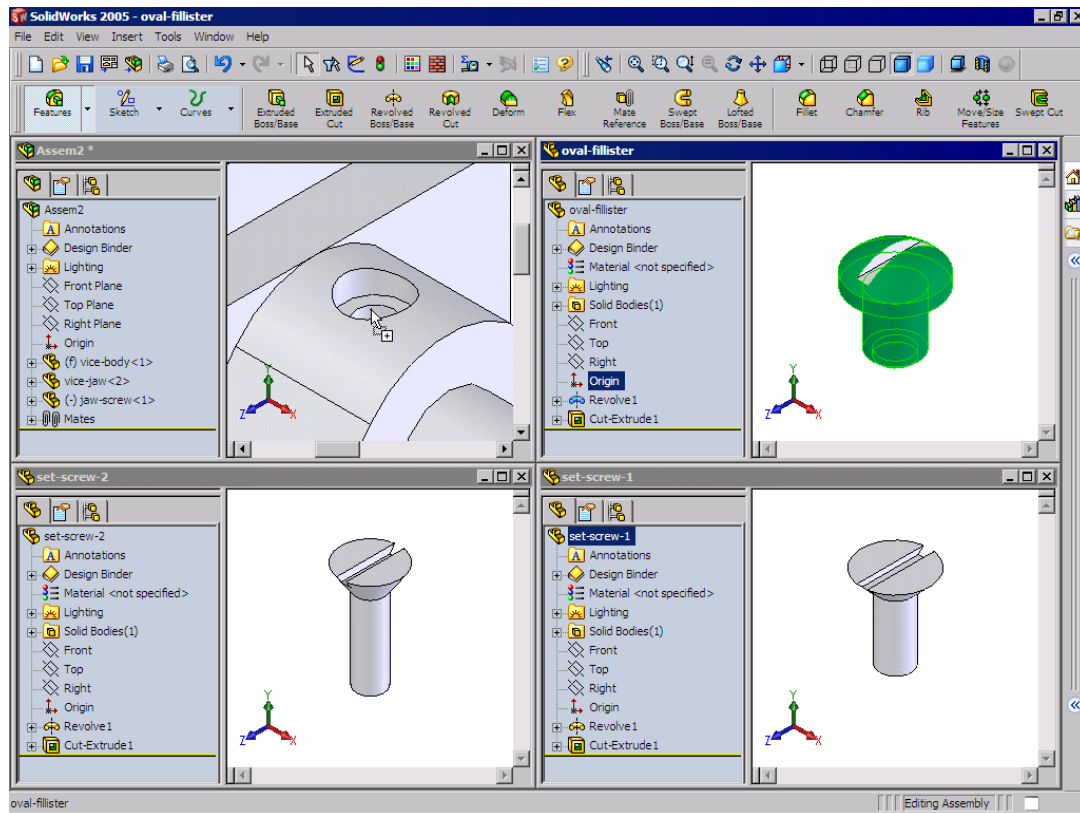 SolidWorks 2005 - oval-fillister
File Edit View Insert Tools Window Help
Features Sketch Curves Extruded Boss/Base Extruded Cut Revolved Boss/Base Revolved Cut Deform Flex Mate Reference Swept Boss/Base Lofted Boss/Base Fillet Chamfer Rib Move/Size Features Swept Cut
Assem2 *
Assem2
A Annotations
Design Binder
Lighting
Front Plane
Top Plane
Right Plane
Origin
(f) vice-body<1>
vice-jaw<2>
(-) jaw-screw<1>
Mates
Y
Z X
oval-fillister
oval-fillister
A Annotations
Design Binder
Material <not specified>
Lighting
Solid Bodies(1)
Front
Top
Right
Origin
Revolve1
Cut-Extrude1
Y
Z X
set-screw-2
set-screw-2
A Annotations
Design Binder
Material <not specified>
Lighting
Solid Bodies(1)
Front
Top
Right
Origin
Revolve1
Cut-Extrude1
Y
Z X
set-screw-1
set-screw-1
A Annotations
Design Binder
Material <not specified>
Lighting
Solid Bodies(1)
Front
Top
Right
Origin
Revolve1
Cut-Extrude1
Y
Z X
oval-fillister
Editing Assembly